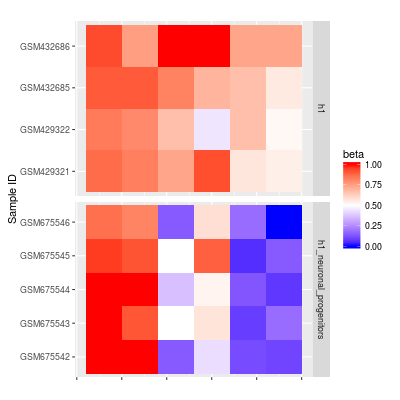 GSM432686
GSM432685
GSM429322
GSM429321
GSM675546
GSM675545
GSM675544
GSM675543
GSM675542
Sample ID
h1
h1_neuronal_progenitors
beta
1.00
0.75
0.50
0.25
0.00